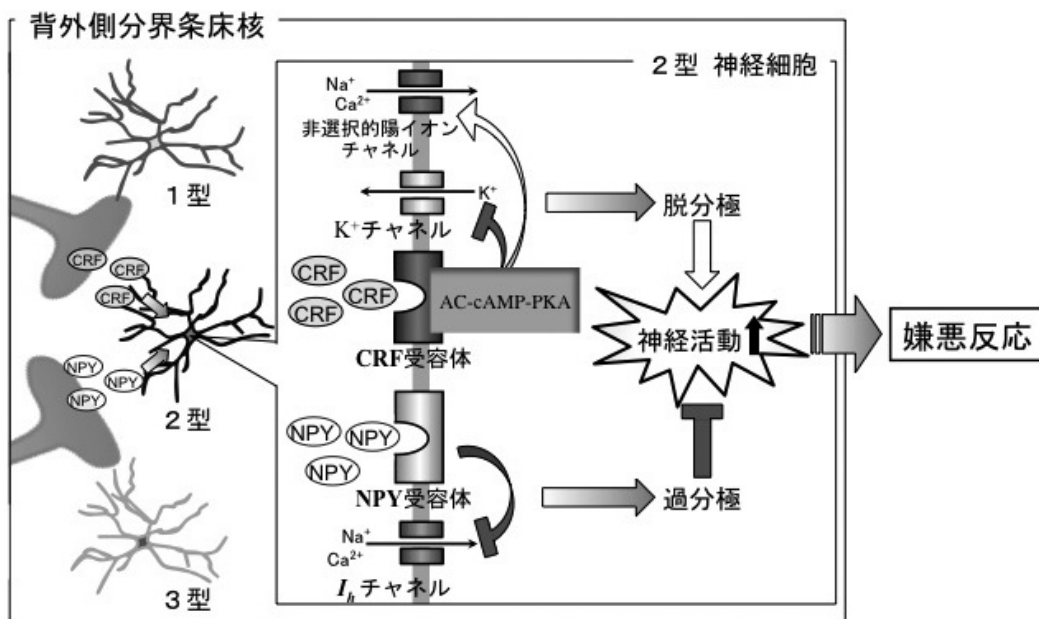 背外側分界条床核
2型 神経細胞
1型
CRF
CRF
CRF
NPY
NPY
NPY
2型
3型
Na⁺
Ca²⁺
非選択的陽イオン
チャネル
K⁺
K⁺チャネル
CRF
CRF
CRF
AC-cAMP-PKA
CRF受容体
NPY
NPY
NPY
NPY受容体
Na⁺
Ca²⁺
Iₕ チャネル
脱分極
神経活動
過分極
嫌悪反応